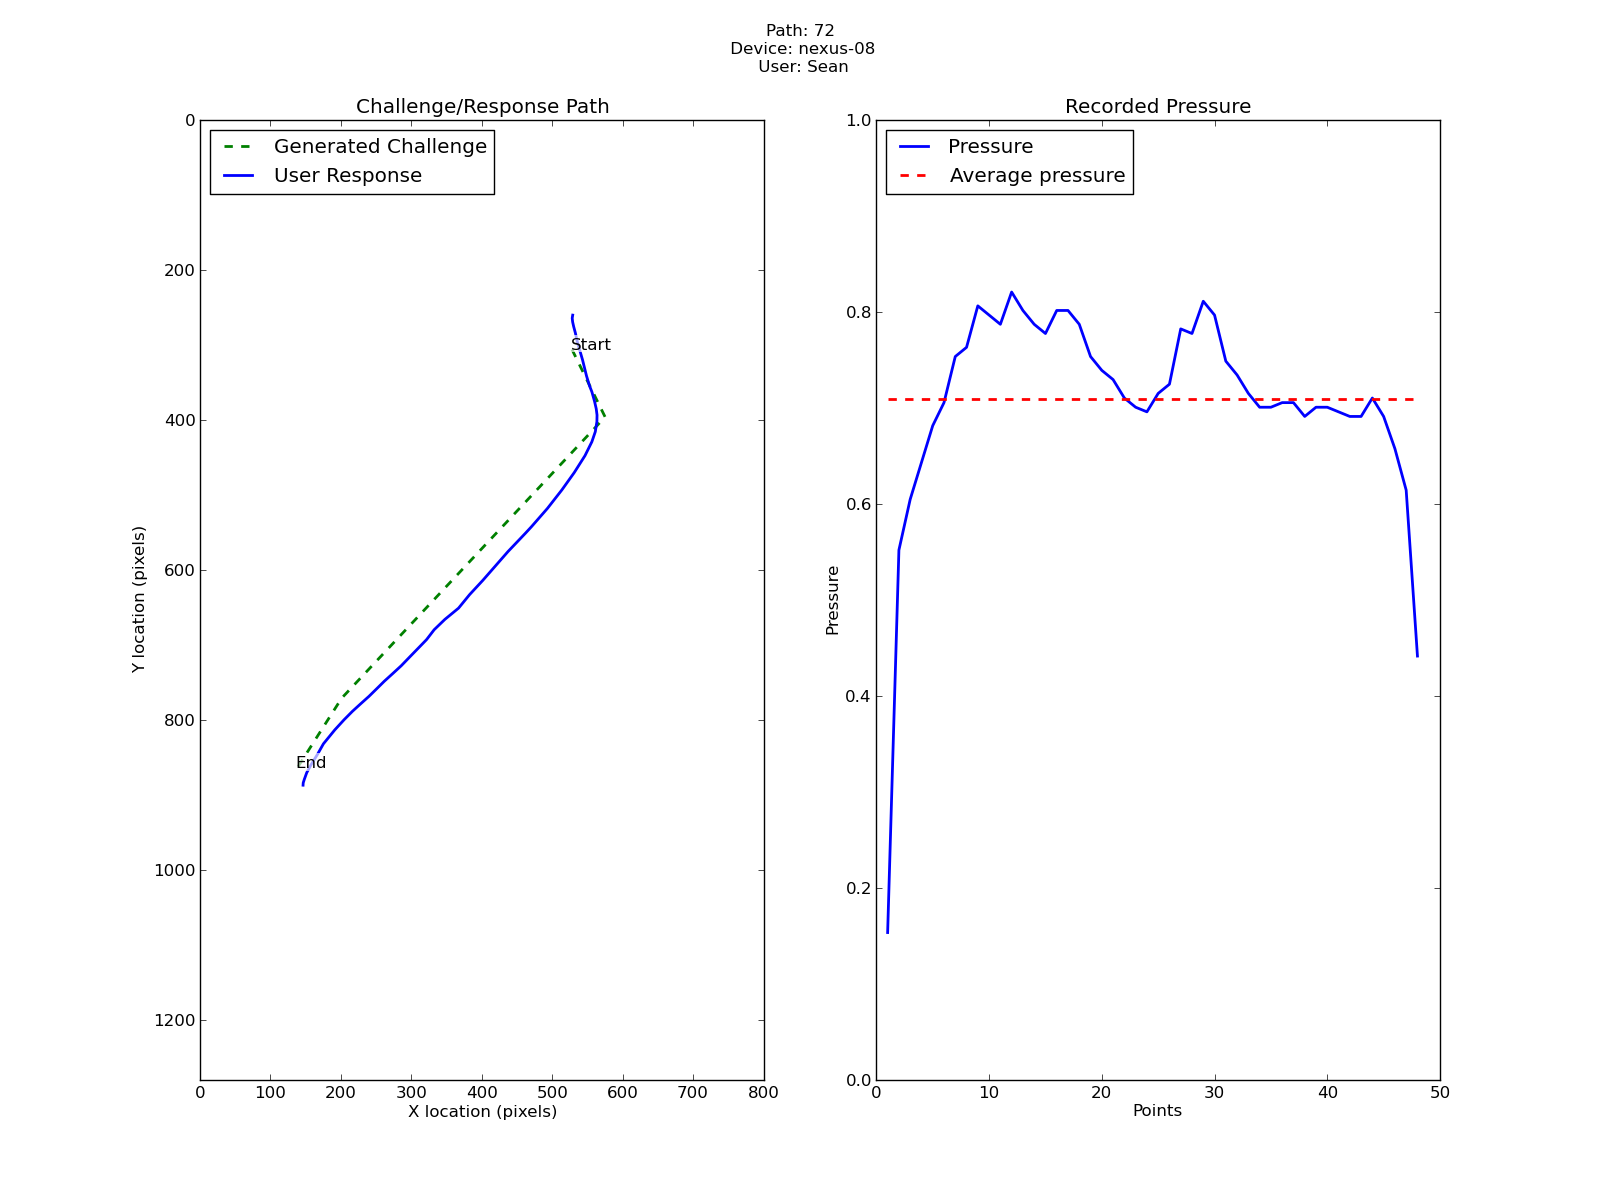 Path: 72
Device: nexus-08
User: Sean
Challenge/Response Path
Generated Challenge
User Response
0
200
400
600
800
1000
1200
Y location (pixels)
Start
End
0 100 200 300 400 500 600 700 800
X location (pixels)
Recorded Pressure
Pressure
Average pressure
1.0
0.8
0.6
0.4
0.2
0.0
Pressure
0 10 20 30 40 50
Points